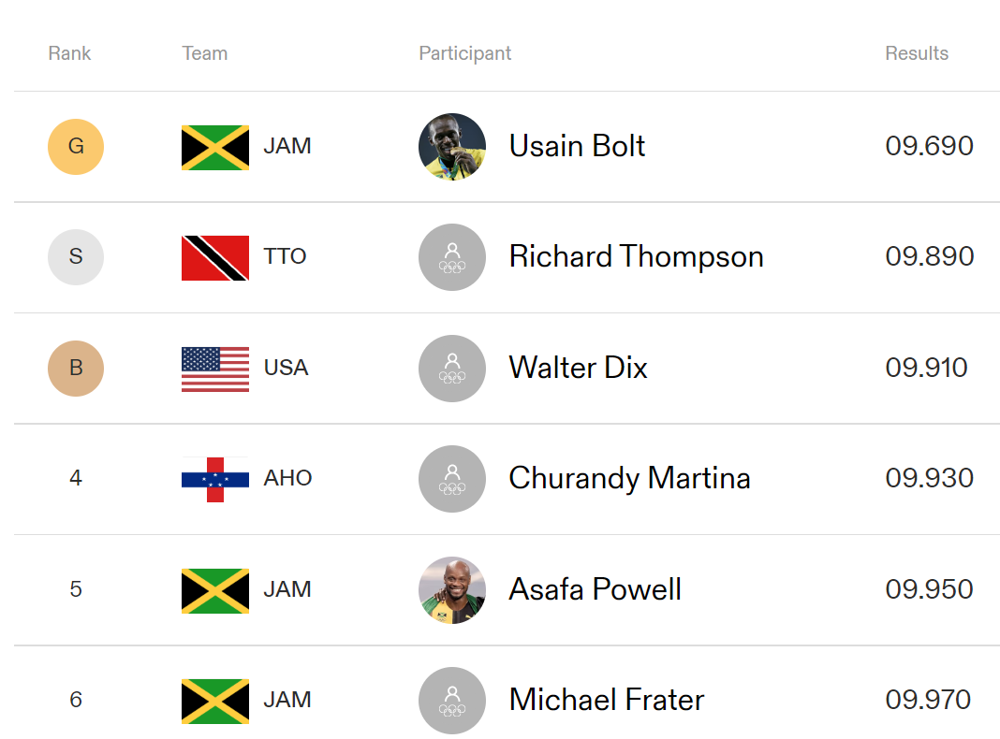 Rank Team Participant Results
G JAM Usain Bolt 09.690
S TTO Richard Thompson 09.890
B USA Walter Dix 09.910
4 AHO Churandy Martina 09.930
5 JAM Asafa Powell 09.950
6 JAM Michael Frater 09.970